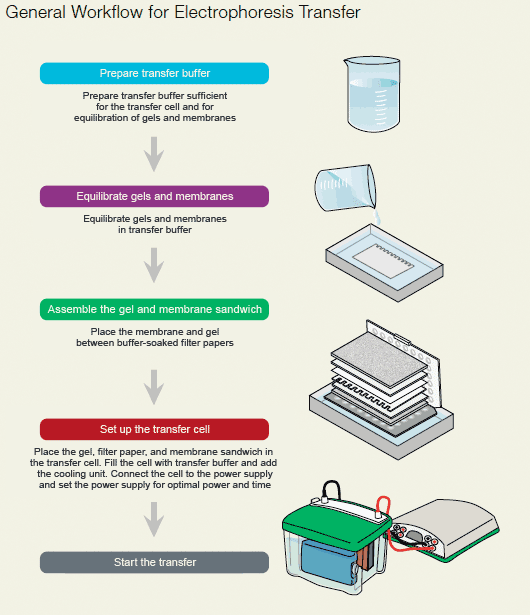 General Workflow for Electrophoresis Transfer
Prepare transfer buffer
Prepare transfer buffer sufficient
for the transfer cell and for
equilibration of gels and membranes
Equilibrate gels and membranes
Equilibrate gels and membranes
in transfer buffer
Assemble the gel and membrane sandwich
Place the membrane and gel
between buffer-soaked filter papers
Set up the transfer cell
Place the gel, filter paper, and membrane sandwich in
the transfer cell. Fill the cell with transfer buffer and add
the cooling unit. Connect the cell to the power supply
and set the power supply for optimal power and time
Start the transfer